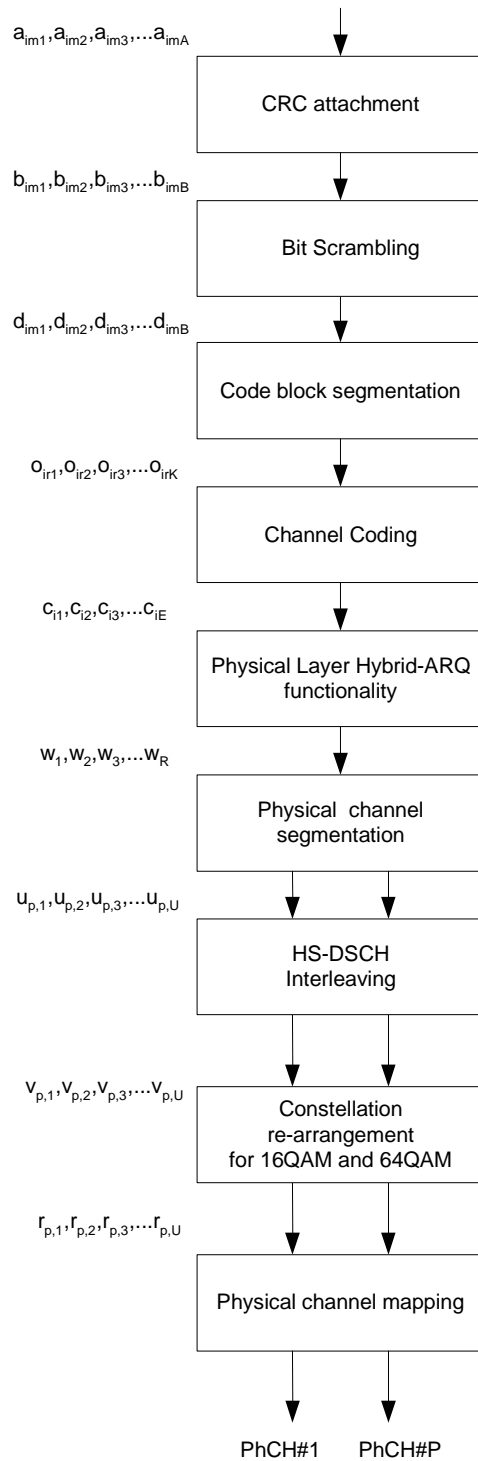 a_im1,a_im2,a_im3,...a_imA
CRC attachment
b_im1,b_im2,b_im3,...b_imB
Bit Scrambling
d_im1,d_im2,d_im3,...d_imB
Code block segmentation
o_ir1,o_ir2,o_ir3,...o_irK
Channel Coding
c_i1,c_i2,c_i3,...c_iE
Physical Layer Hybrid-ARQ
functionality
w_1,w_2,w_3,...w_R
Physical channel
segmentation
u_p,1,u_p,2,u_p,3,...u_p,U
HS-DSCH
Interleaving
v_p,1,v_p,2,v_p,3,...v_p,U
Constellation
re-arrangement
for 16QAM and 64QAM
r_p,1,r_p,2,r_p,3,...r_p,U
Physical channel mapping
PhCH#1 PhCH#P